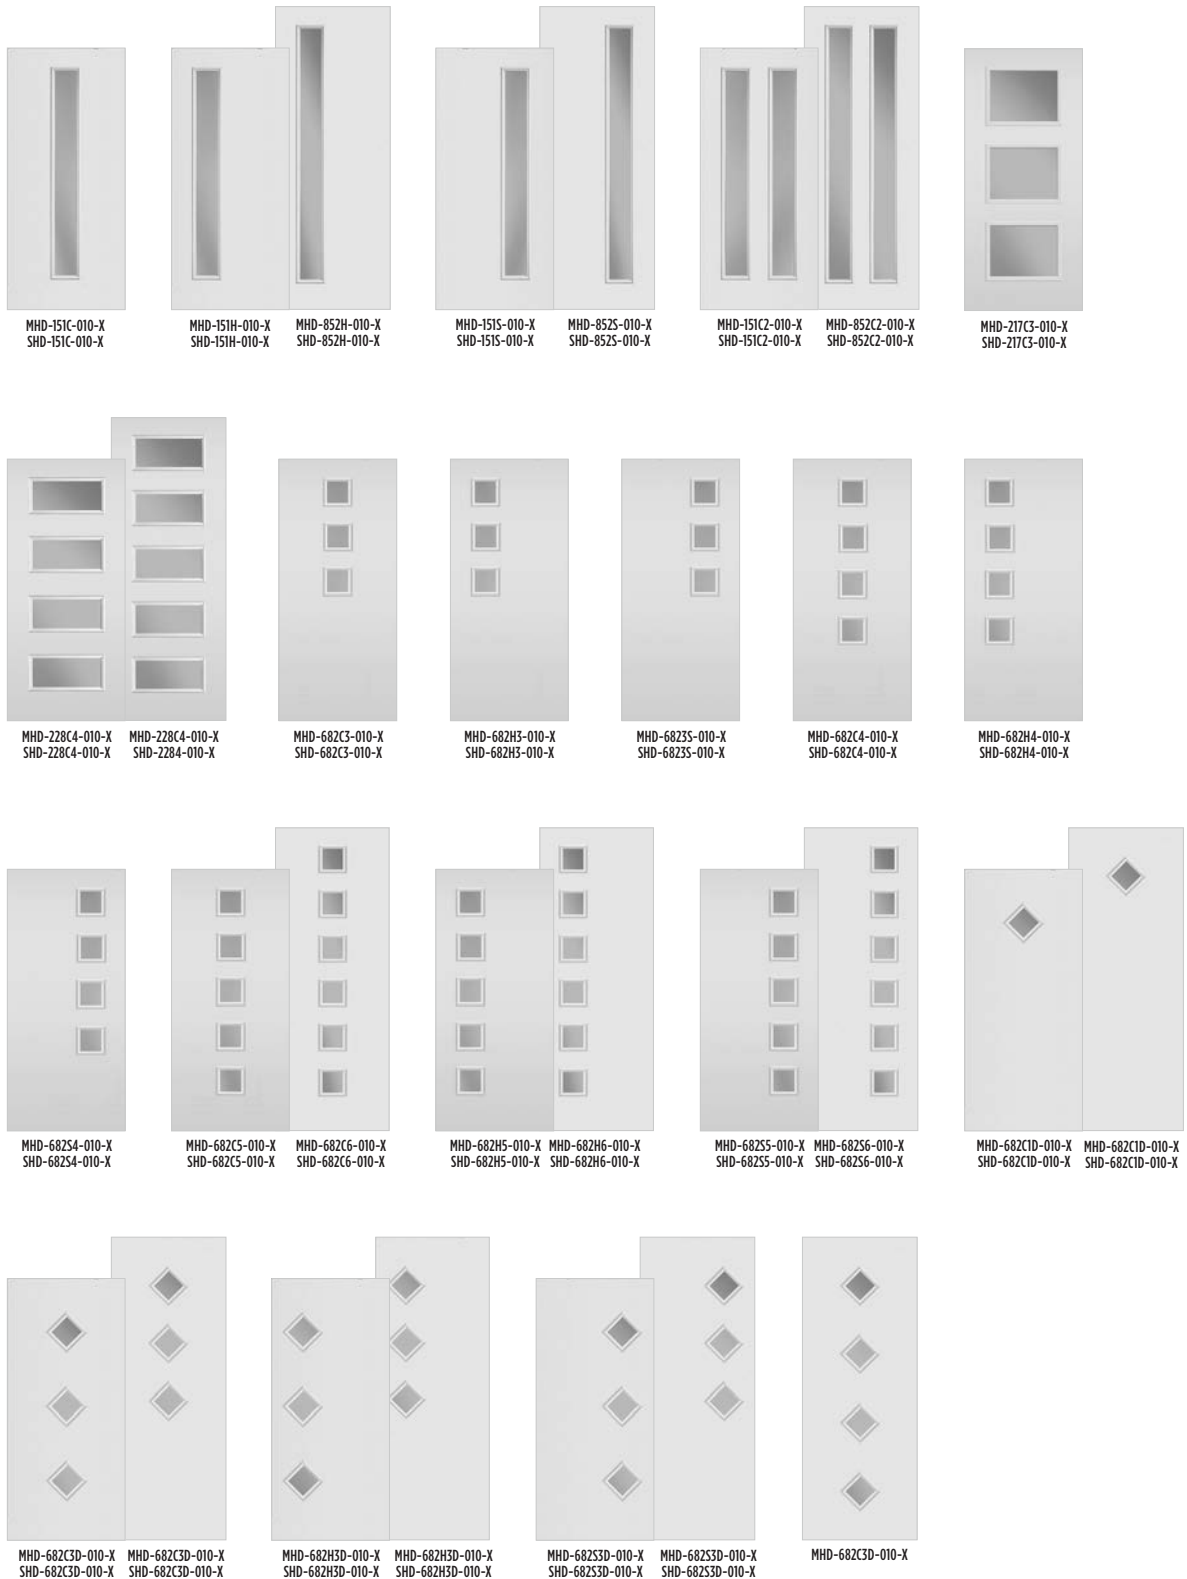 MHD-151C-010-X
SHD-151C-010-X
MHD-151H-010-X
SHD-151H-010-X
MHD-852H-010-X
SHD-852H-010-X
MHD-151S-010-X
SHD-151S-010-X
MHD-852S-010-X
SHD-852S-010-X
MHD-151C2-010-X
SHD-151C2-010-X
MHD-852C2-010-X
SHD-852C2-010-X
MHD-217C3-010-X
SHD-217C3-010-X
MHD-228C4-010-X
SHD-228C4-010-X
MHD-228C4-010-X
SHD-2284-010-X
MHD-682C3-010-X
SHD-682C3-010-X
MHD-682H3-010-X
SHD-682H3-010-X
MHD-6823S-010-X
SHD-6823S-010-X
MHD-682C4-010-X
SHD-682C4-010-X
MHD-682H4-010-X
SHD-682H4-010-X
MHD-682S4-010-X
SHD-682S4-010-X
MHD-682C5-010-X
SHD-682C5-010-X
MHD-682C6-010-X
SHD-682C6-010-X
MHD-682H5-010-X
SHD-682H5-010-X
MHD-682H6-010-X
SHD-682H6-010-X
MHD-682S5-010-X
SHD-682S5-010-X
MHD-682S6-010-X
SHD-682S6-010-X
MHD-682C1D-010-X
SHD-682C1D-010-X
MHD-682C1D-010-X
SHD-682C1D-010-X
MHD-682C3D-010-X
SHD-682C3D-010-X
MHD-682C3D-010-X
SHD-682C3D-010-X
MHD-682H3D-010-X
SHD-682H3D-010-X
MHD-682H3D-010-X
SHD-682H3D-010-X
MHD-682S3D-010-X
SHD-682S3D-010-X
MHD-682S3D-010-X
SHD-682S3D-010-X
MHD-682C3D-010-X